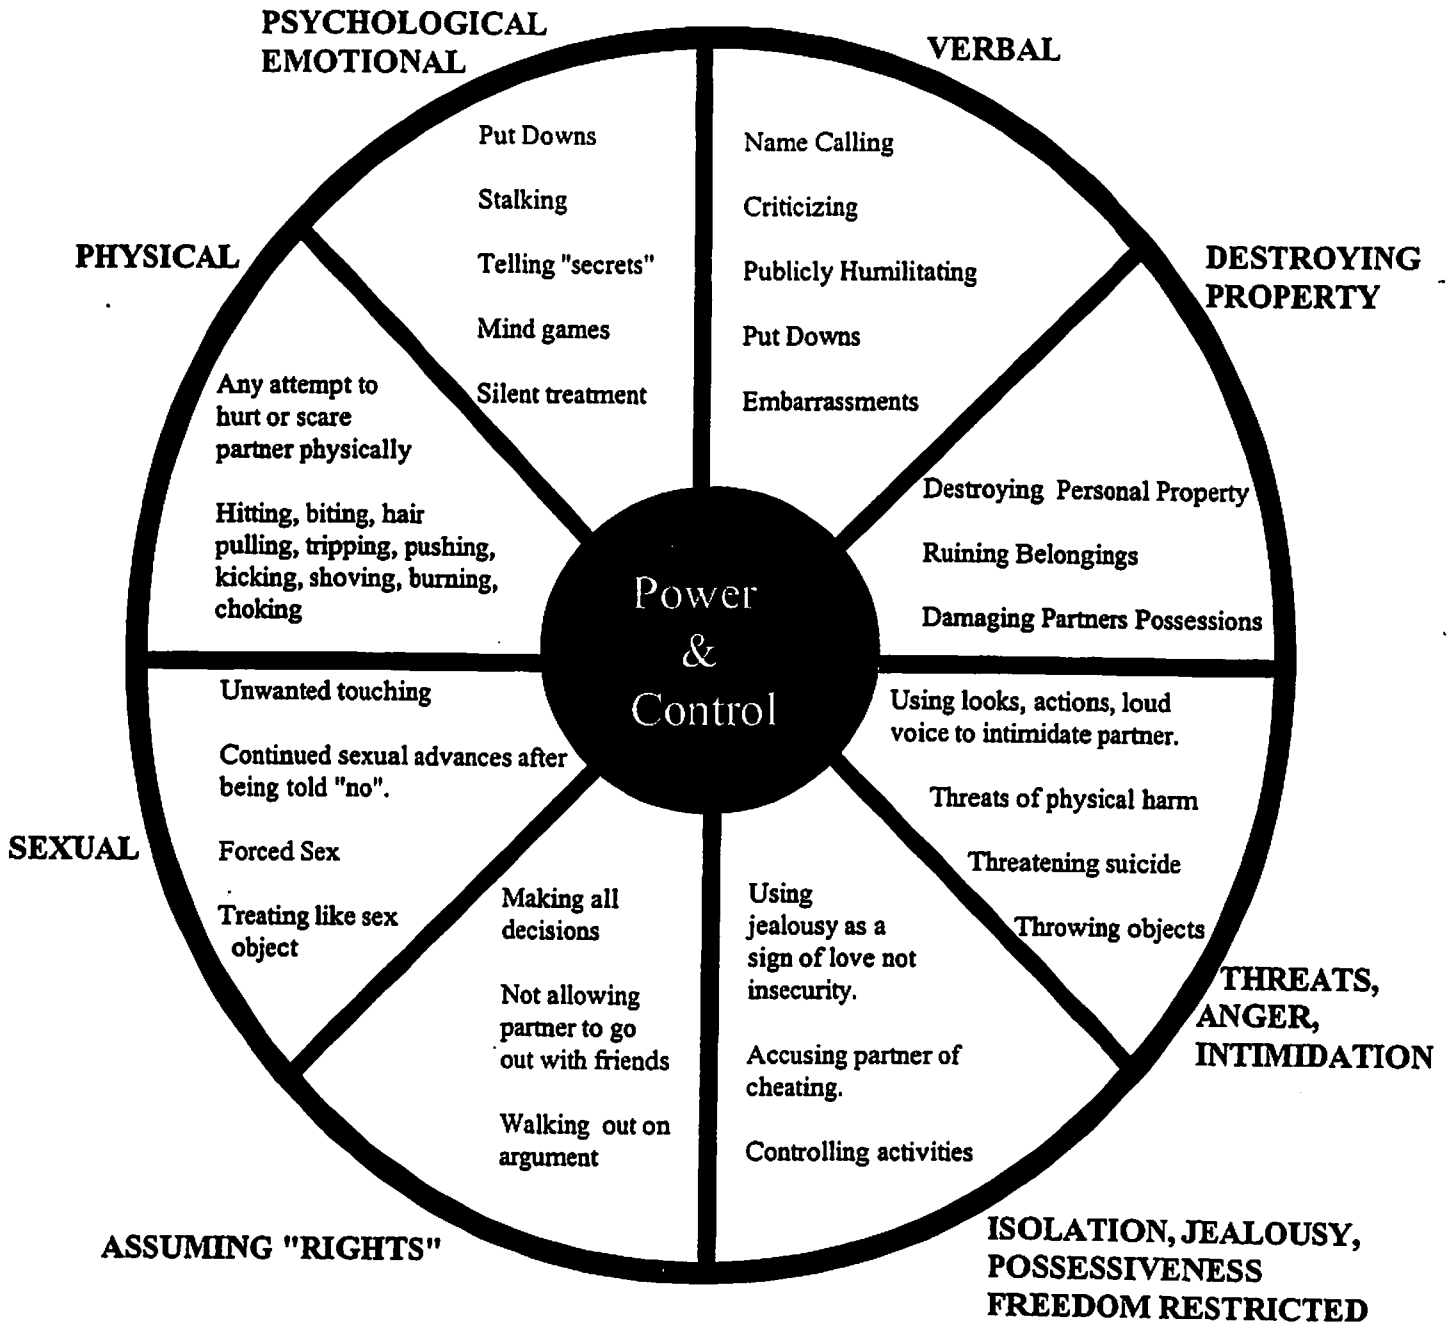 PSYCHOLOGICAL
EMOTIONAL
Put Downs
Stalking
Telling "secrets"
Mind games
Silent treatment
VERBAL
Name Calling
Criticizing
Publicly Humilitating
Put Downs
Embarrassments
DESTROYING
PROPERTY
Destroying Personal Property
Ruining Belongings
Damaging Partners Possessions
THREATS,
ANGER,
INTIMIDATION
Using looks, actions, loud
voice to intimidate partner.
Threats of physical harm
Threatening suicide
Throwing objects
ISOLATION, JEALOUSY,
POSSESSIVENESS
FREEDOM RESTRICTED
Using
jealousy as a
sign of love not
insecurity.
Accusing partner of
cheating.
Controlling activities
ASSUMING "RIGHTS"
Making all
decisions
Not allowing
partner to go
out with friends
Walking out on
argument
SEXUAL
Unwanted touching
Continued sexual advances after
being told "no".
Forced Sex
Treating like sex
object
PHYSICAL
Any attempt to
hurt or scare
partner physically
Hitting, biting, hair
pulling, tripping, pushing,
kicking, shoving, burning,
choking
Power
&
Control